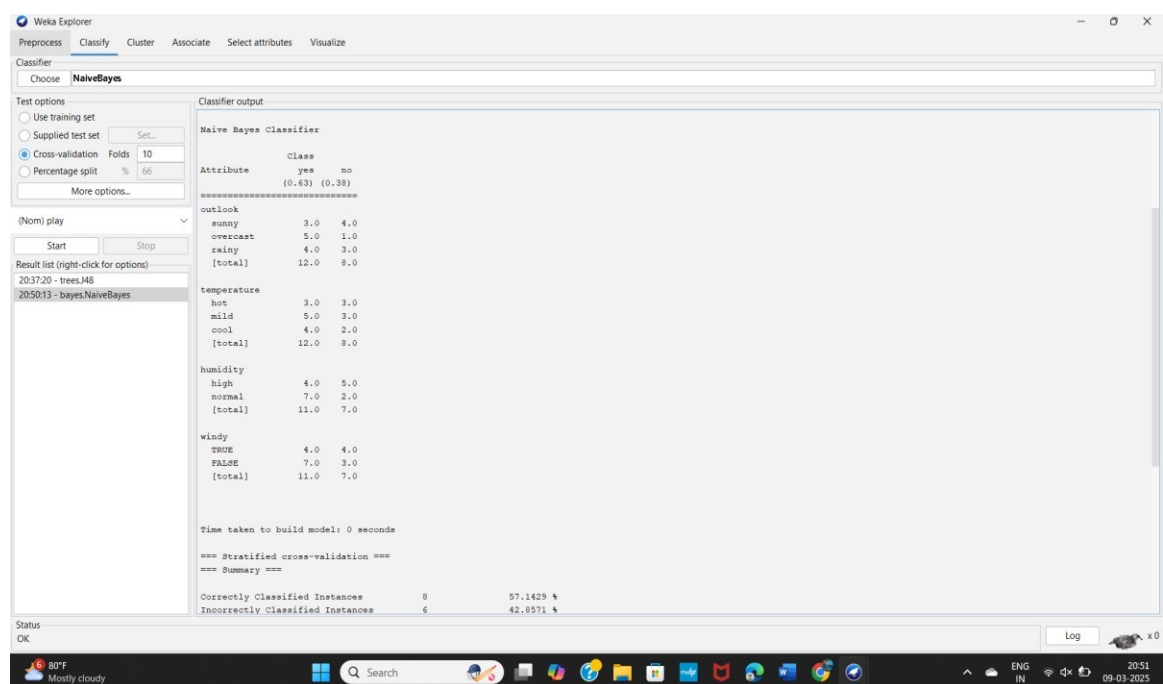 Weka Explorer
Preprocess Classify Cluster Associate Select attributes Visualize
Classifier
Choose NaiveBayes
Test options
Use training set
Supplied test set Set...
Cross-validation Folds 10
Percentage split % 66
More options...
(Nom) play
Start Stop
Result list (right-click for options)
20:37:20 - trees.J48
20:50:13 - bayes.NaiveBayes
Classifier output
Naive Bayes Classifier
Class
Attribute yes no
(0.63) (0.38)
===============================
outlook
sunny 3.0 4.0
overcast 5.0 1.0
rainy 4.0 3.0
[total] 12.0 8.0
temperature
hot 3.0 3.0
mild 5.0 3.0
cool 4.0 2.0
[total] 12.0 8.0
humidity
high 4.0 5.0
normal 7.0 2.0
[total] 11.0 7.0
windy
TRUE 4.0 4.0
FALSE 7.0 3.0
[total] 11.0 7.0
Time taken to build model: 0 seconds
=== Stratified cross-validation ===
=== Summary ===
Correctly Classified Instances 8 57.1429 %
Incorrectly Classified Instances 6 42.8571 %
Status
OK
Log x 0
6 80°F
Mostly cloudy
Search
ENG
IN
20:51
09-03-2025